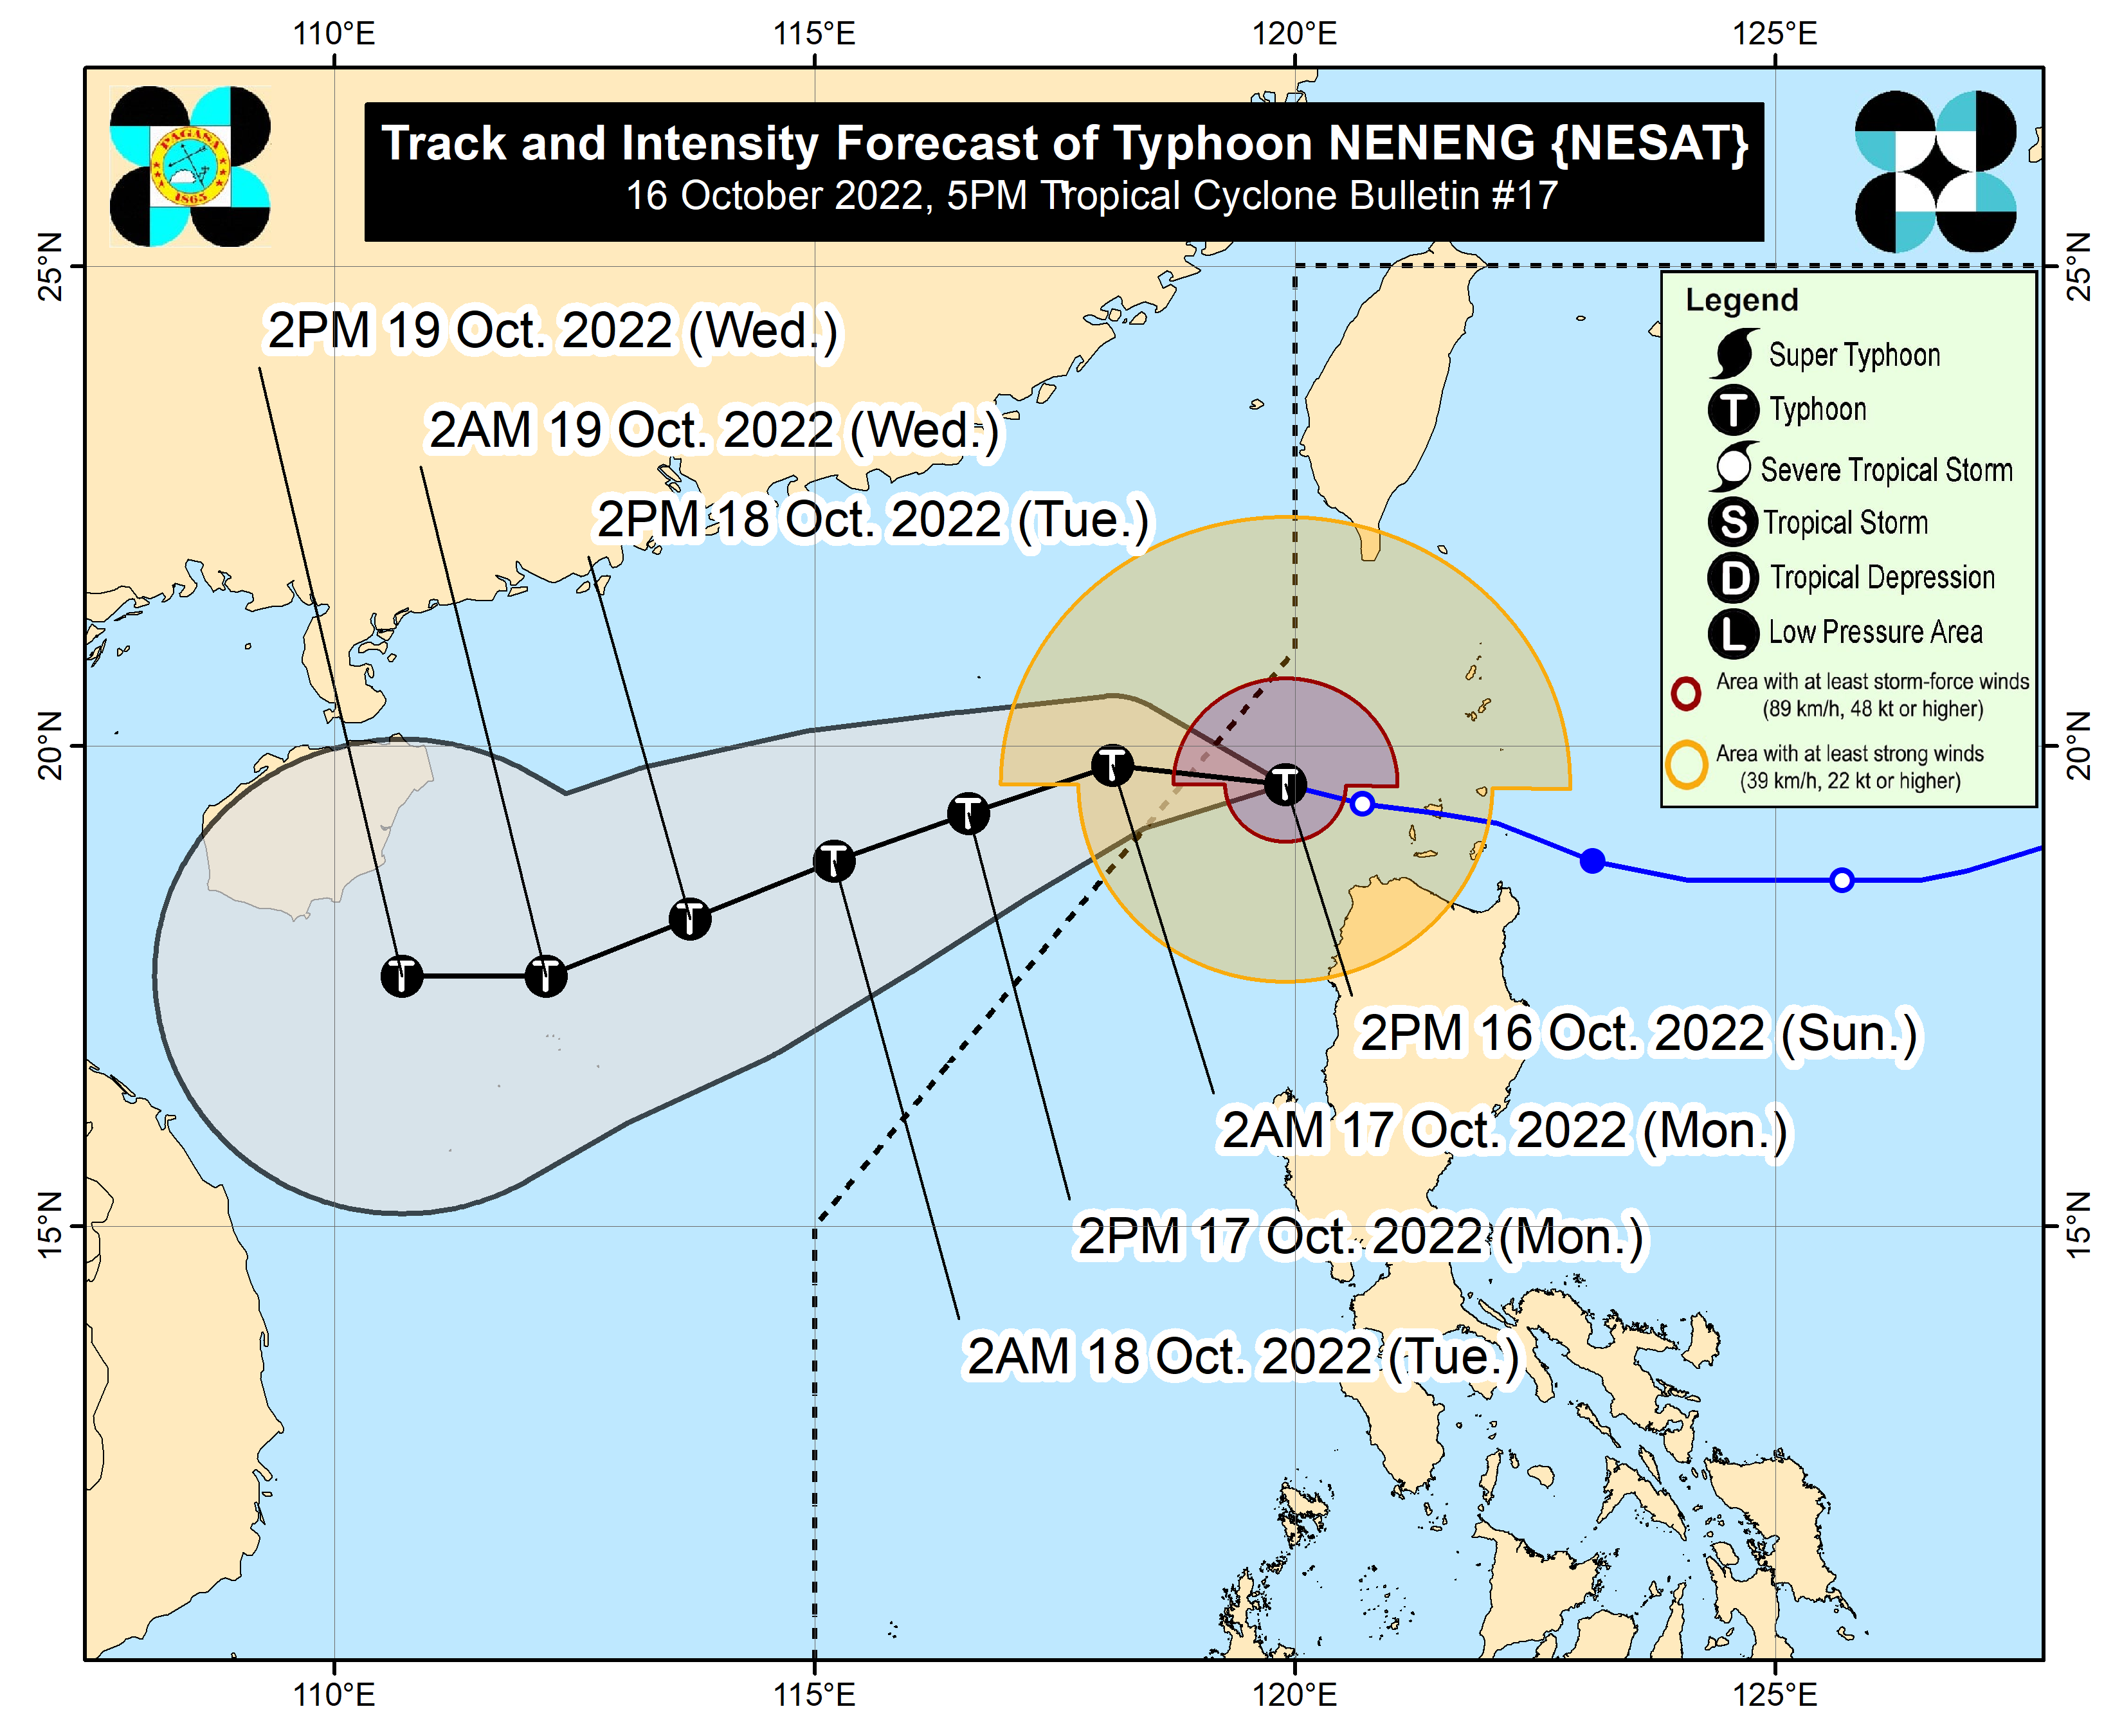 110°E 115°E 120°E 125°E
PAGASA
1865
Track and Intensity Forecast of Typhoon NENENG {NESAT}
16 October 2022, 5PM Tropical Cyclone Bulletin #17
25°N
25°N
Legend
Super Typhoon
T Typhoon
Severe Tropical Storm
S Tropical Storm
D Tropical Depression
L Low Pressure Area
Area with at least storm-force winds
(89 km/h, 48 kt or higher)
Area with at least strong winds
(39 km/h, 22 kt or higher)
2PM 19 Oct. 2022 (Wed.)
2AM 19 Oct. 2022 (Wed.)
2PM 18 Oct. 2022 (Tue.)
20°N
20°N
T
T
T
T
T
T
T
2PM 16 Oct. 2022 (Sun.)
2AM 17 Oct. 2022 (Mon.)
15°N
15°N
2PM 17 Oct. 2022 (Mon.)
2AM 18 Oct. 2022 (Tue.)
110°E 115°E 120°E 125°E